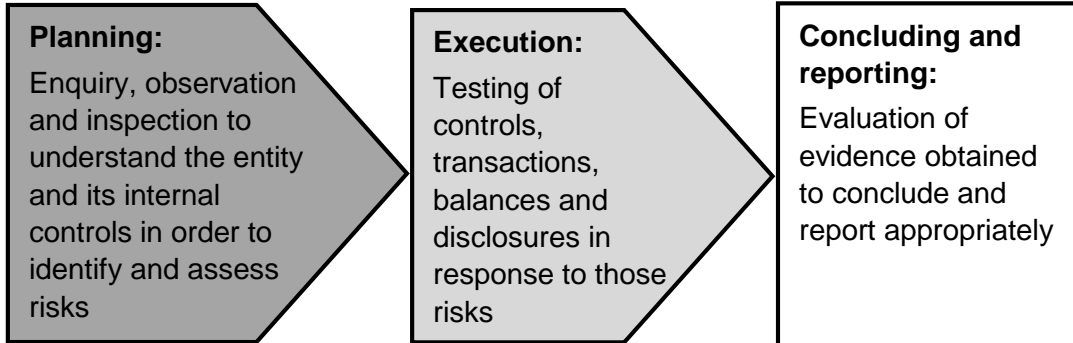 Planning:
Enquiry, observation
and inspection to
understand the entity
and its internal
controls in order to
identify and assess
risks
Execution:
Testing of
controls,
transactions,
balances and
disclosures in
response to those
risks
Concluding and
reporting:
Evaluation of
evidence obtained
to conclude and
report appropriately